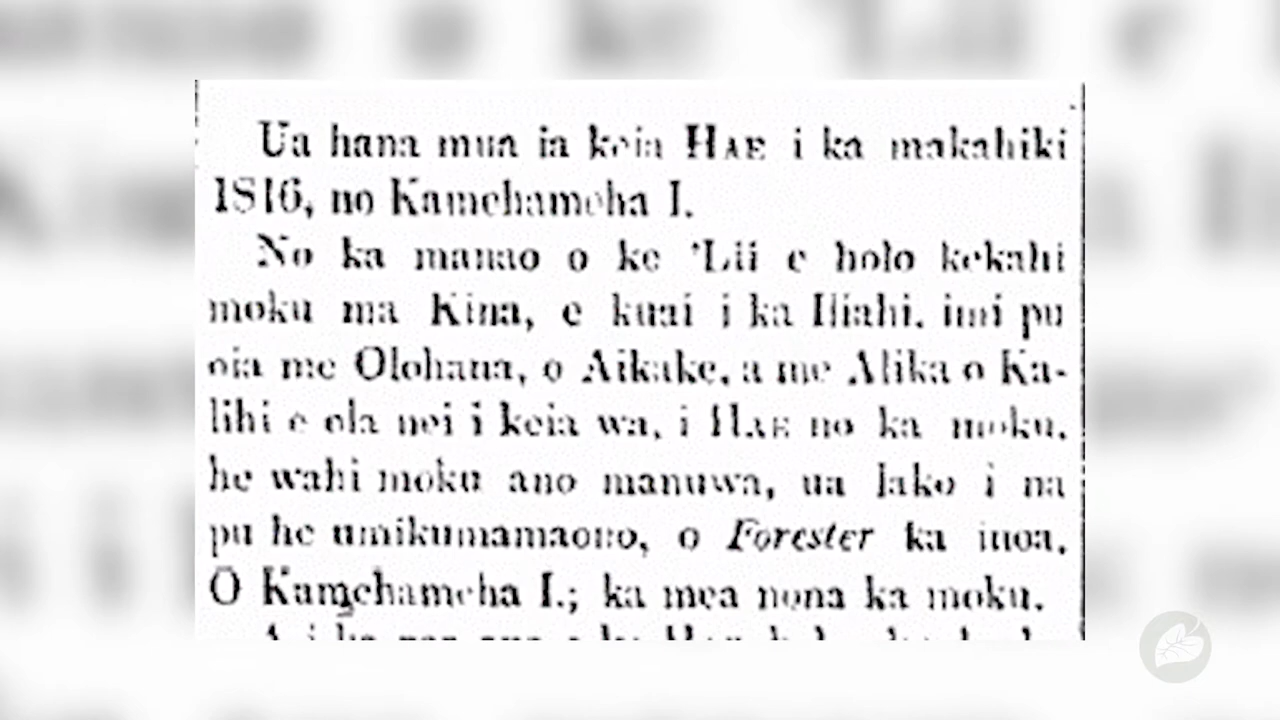 Ua hana mua ia keia HAE i ka makahiki
1816, no Kamehameha I.
No ka manao o ke 'Lii e holo kekahi
moku ma Kina, e kuai i ka Iliahi, imi pu
oia me Olohana, o Aikake, a me Alika o Ka-
lihi e ola nei i keia wa, i HAE no ka moku,
he wahi moku ano manuwa, ua lako i na
pu he umikumamaono, o Forester ka inoa.
O Kamehameha I.; ka mea nona ka moku.